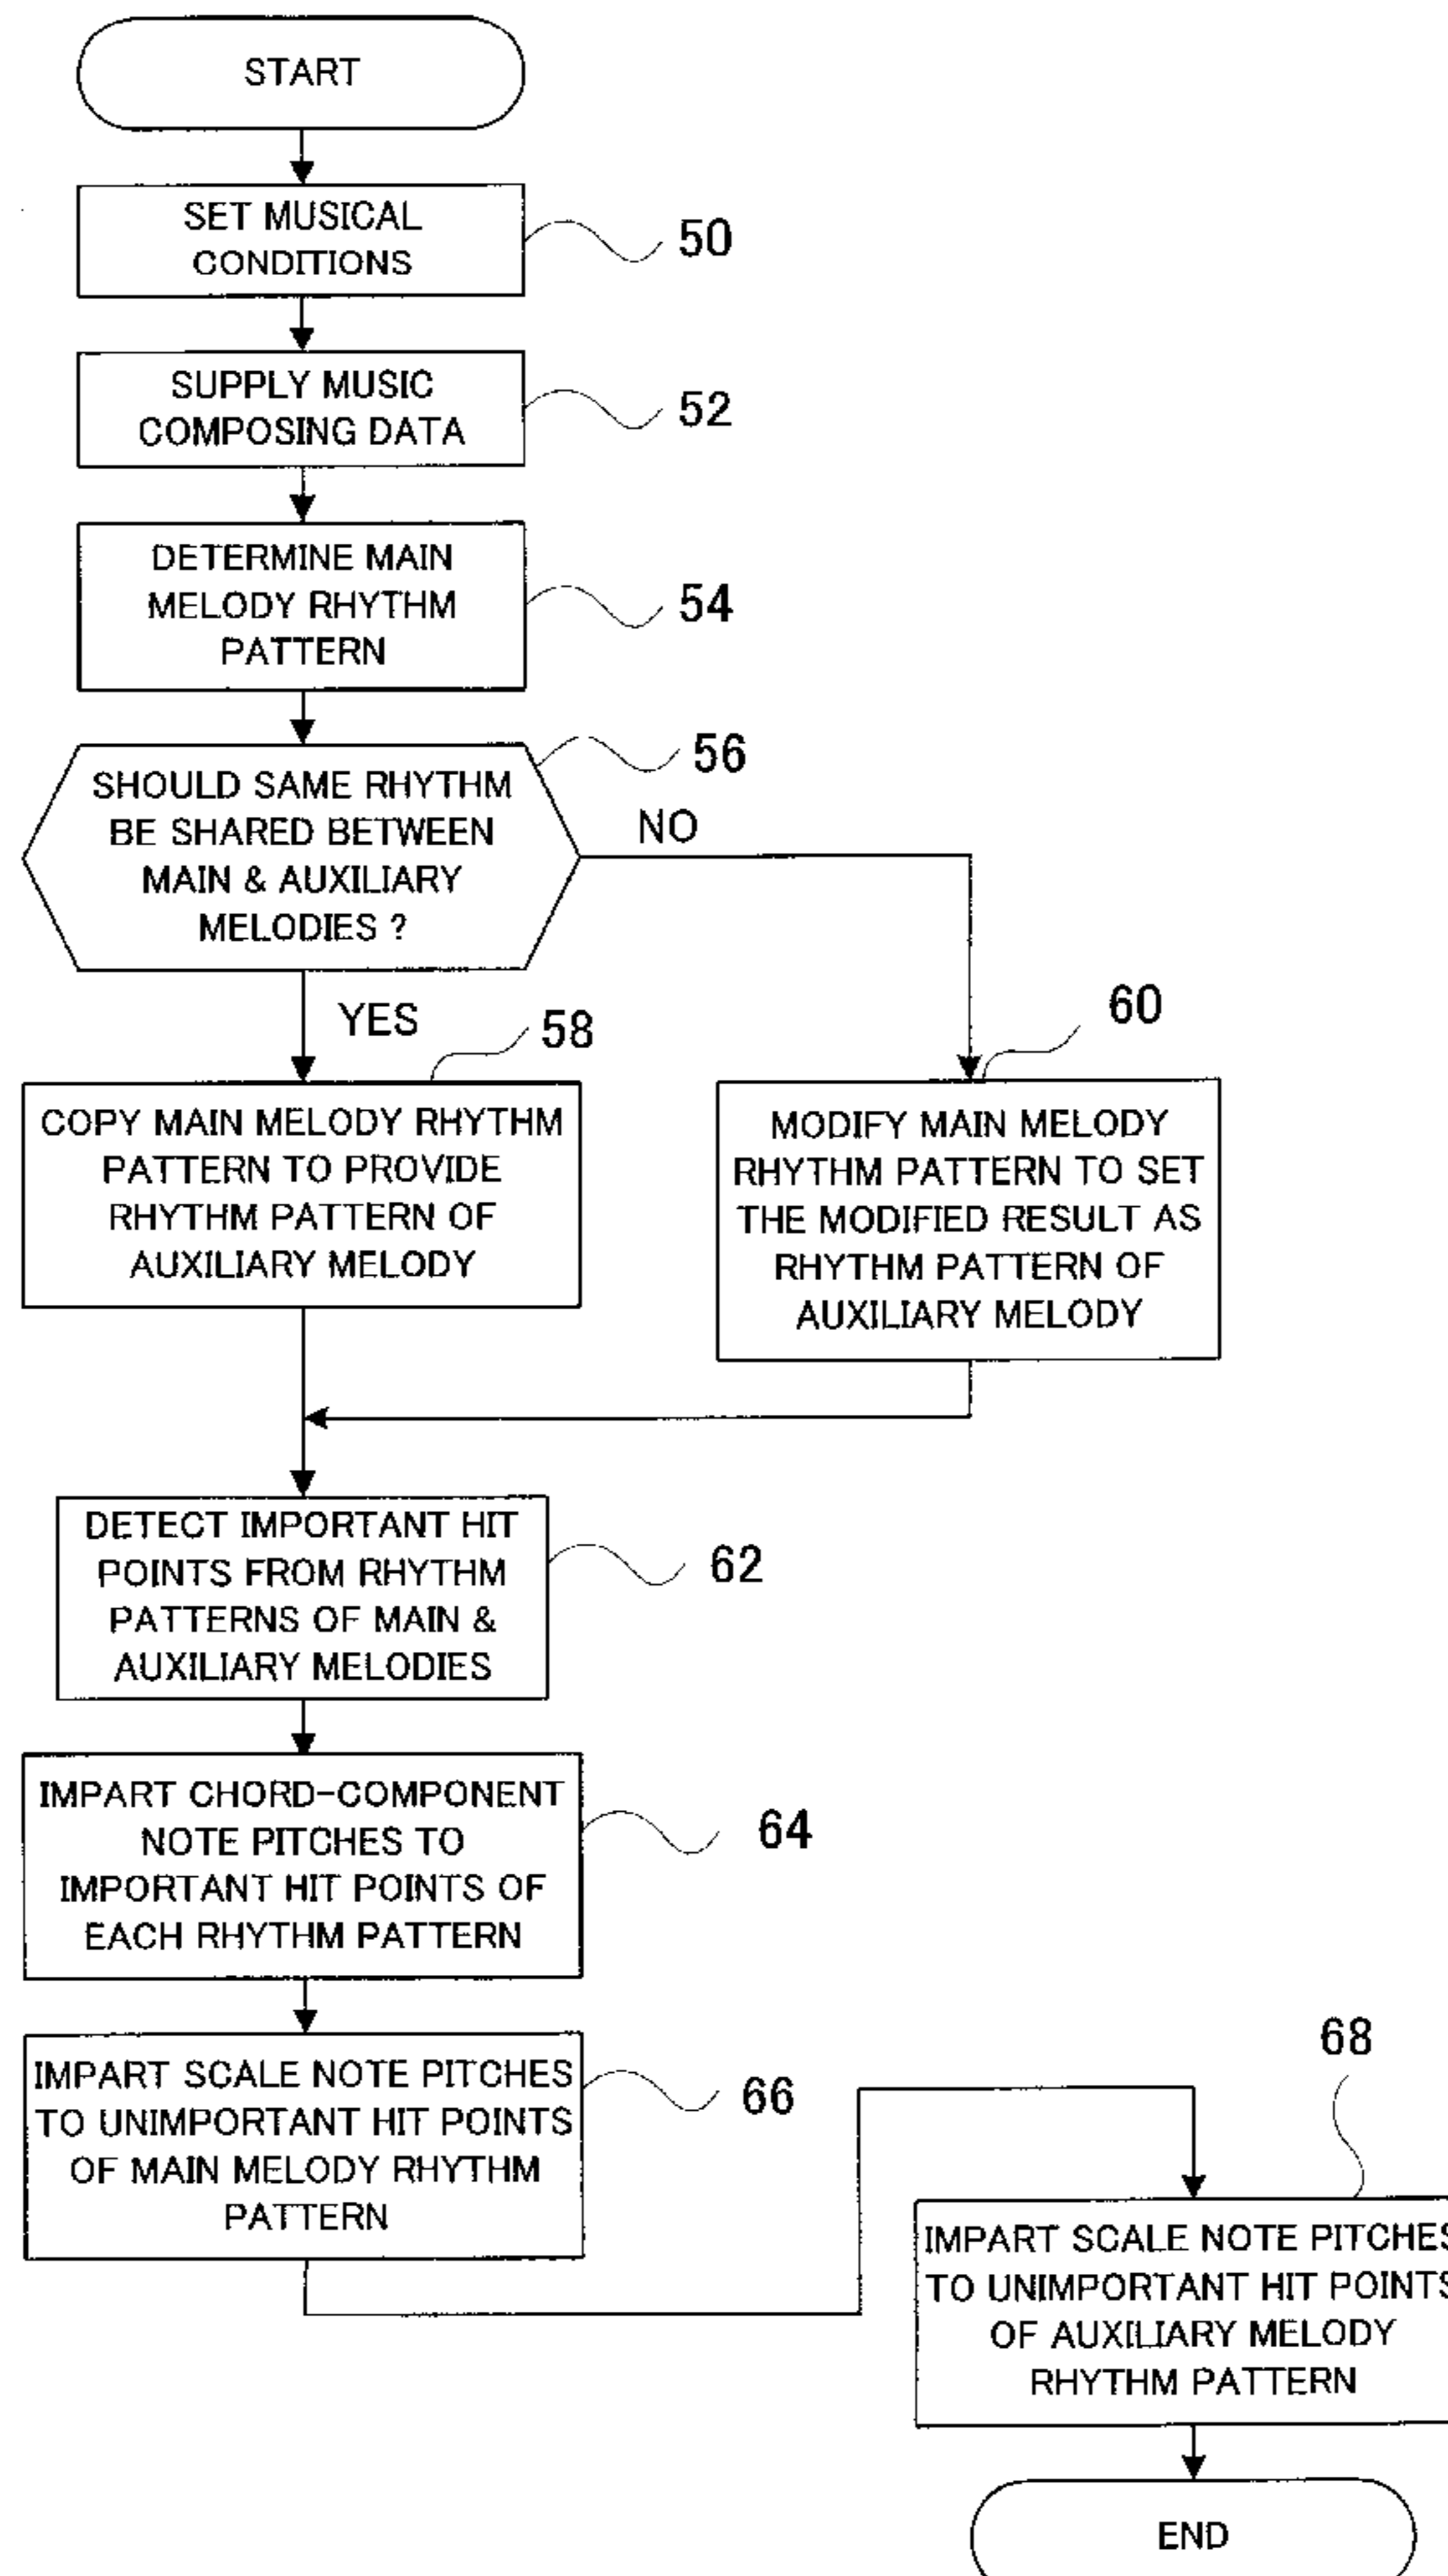 START
SET MUSICAL
CONDITIONS
50
SUPPLY MUSIC
COMPOSING DATA
52
DETERMINE MAIN
MELODY RHYTHM
PATTERN
54
SHOULD SAME RHYTHM
BE SHARED BETWEEN
MAIN & AUXILIARY
MELODIES ?
56
NO
YES
58
COPY MAIN MELODY RHYTHM
PATTERN TO PROVIDE
RHYTHM PATTERN OF
AUXILIARY MELODY
60
MODIFY MAIN MELODY
RHYTHM PATTERN TO SET
THE MODIFIED RESULT AS
RHYTHM PATTERN OF
AUXILIARY MELODY
DETECT IMPORTANT HIT
POINTS FROM RHYTHM
PATTERNS OF MAIN &
AUXILIARY MELODIES
62
IMPART CHORD-COMPONENT
NOTE PITCHES TO
IMPORTANT HIT POINTS OF
EACH RHYTHM PATTERN
64
IMPART SCALE NOTE PITCHES
TO UNIMPORTANT HIT POINTS
OF MAIN MELODY RHYTHM
PATTERN
66
68
IMPART SCALE NOTE PITCHES
TO UNIMPORTANT HIT POINTS
OF AUXILIARY MELODY
RHYTHM PATTERN
END